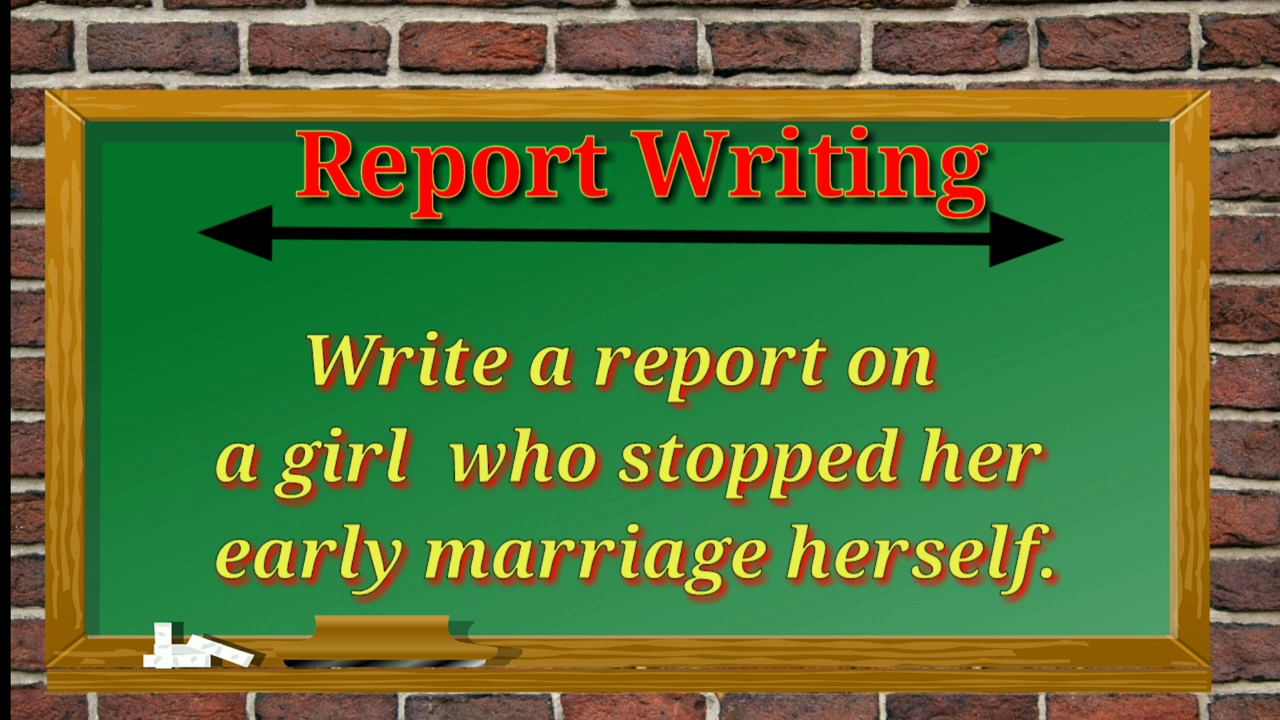 Report Writing
Write a report on
a girl who stopped her
early marriage herself.